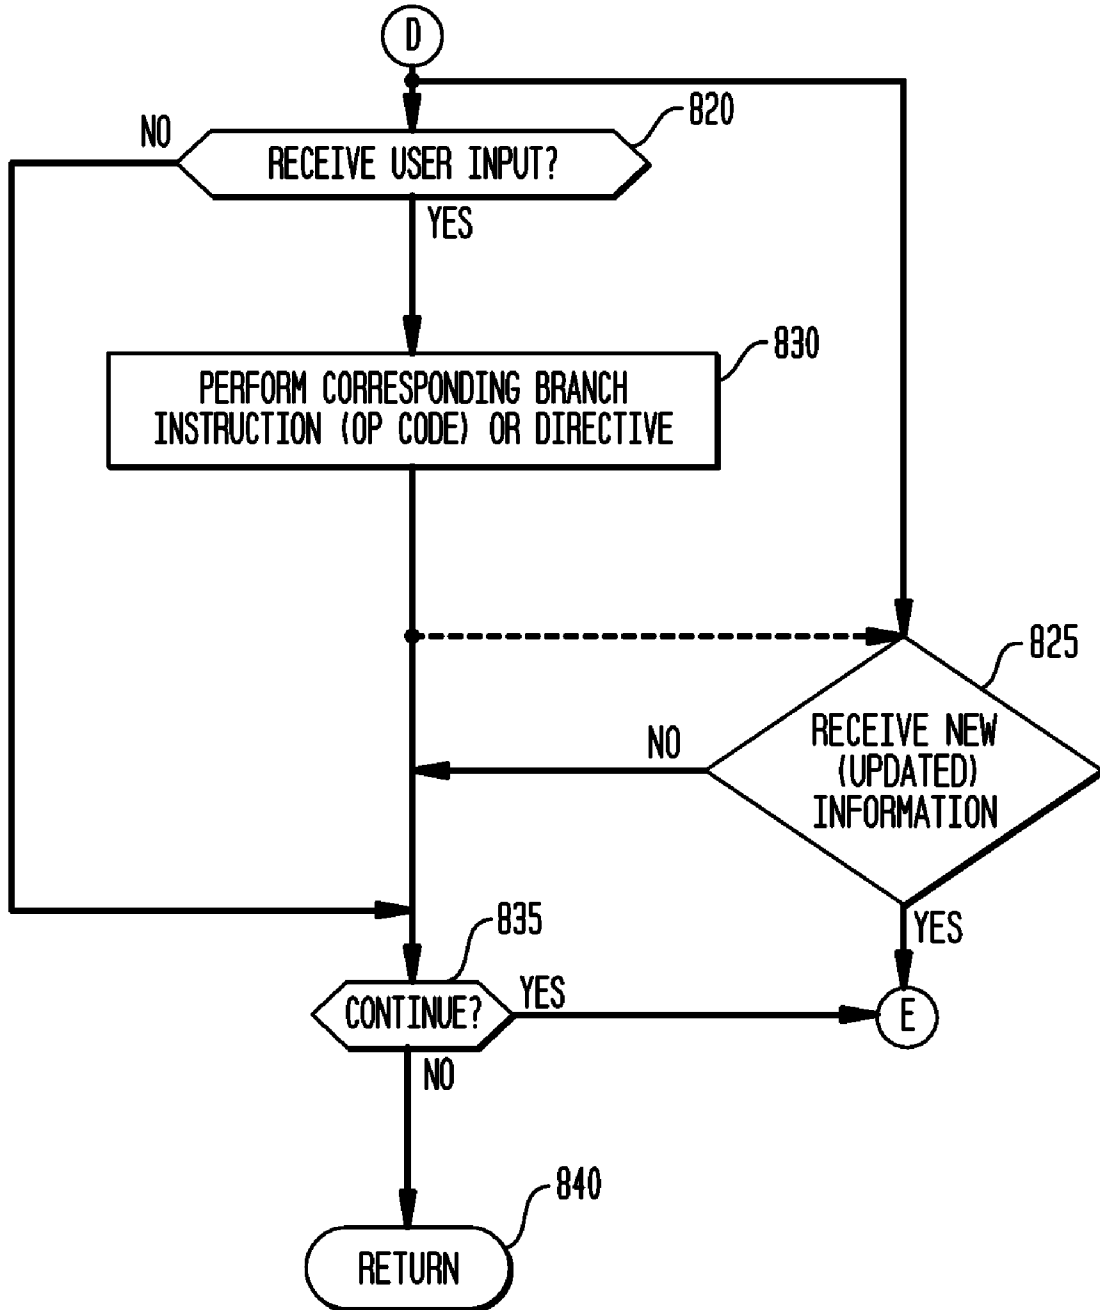 D
820
NO
RECEIVE USER INPUT?
YES
830
PERFORM CORRESPONDING BRANCH
INSTRUCTION (OP CODE) OR DIRECTIVE
825
NO
RECEIVE NEW
(UPDATED)
INFORMATION
835
YES
CONTINUE?
YES
E
NO
840
RETURN